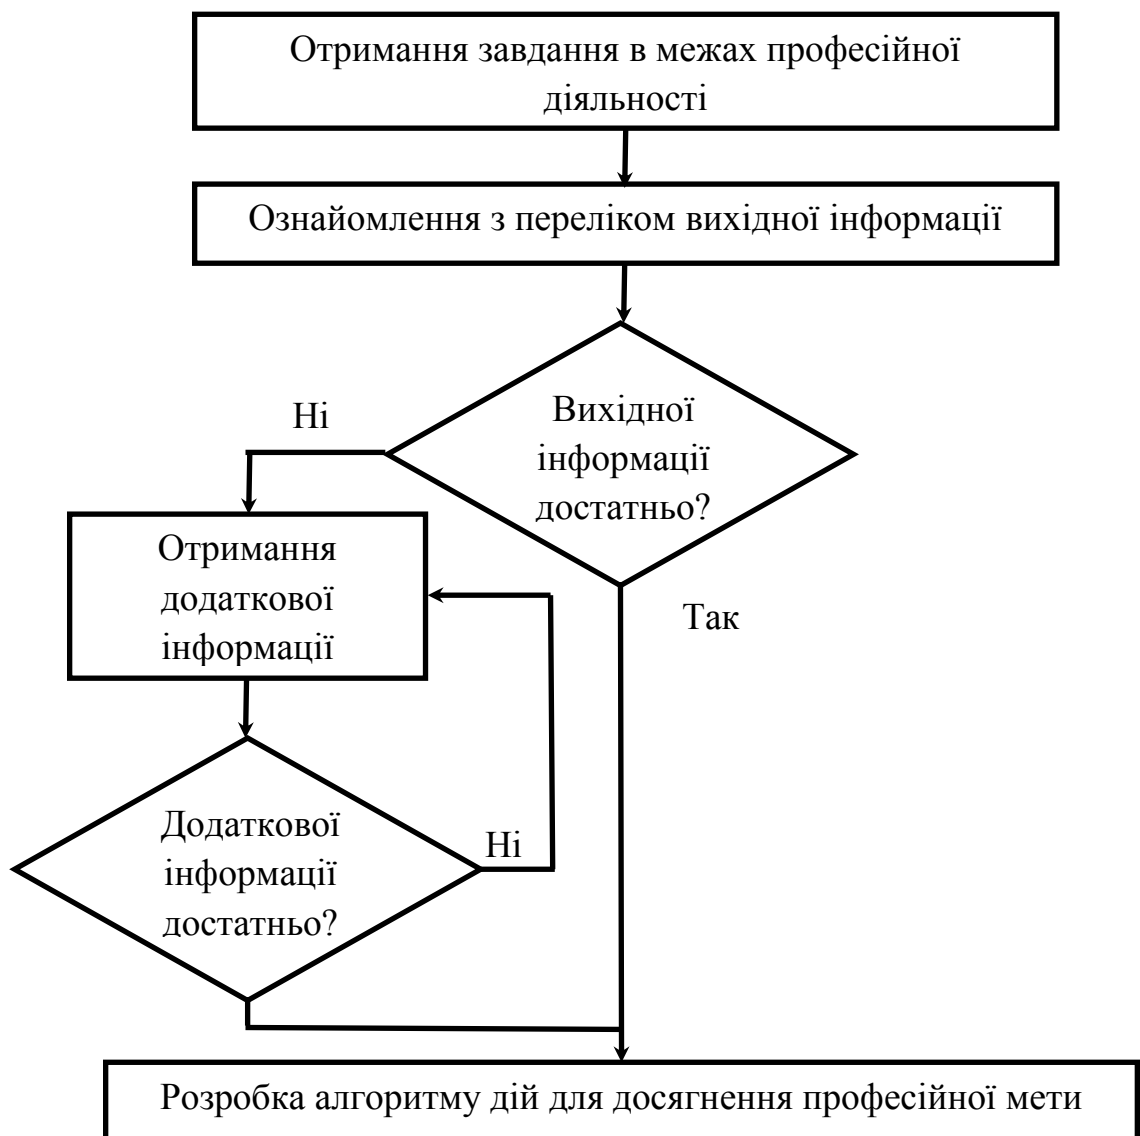 Отримання завдання в межах професійної
діяльності
Ознайомлення з переліком вихідної інформації
Вихідної
інформації
достатньо?
Ні
Отримання
додаткової
інформації
Так
Додаткової
інформації
достатньо?
Ні
Розробка алгоритму дій для досягнення професійної мети